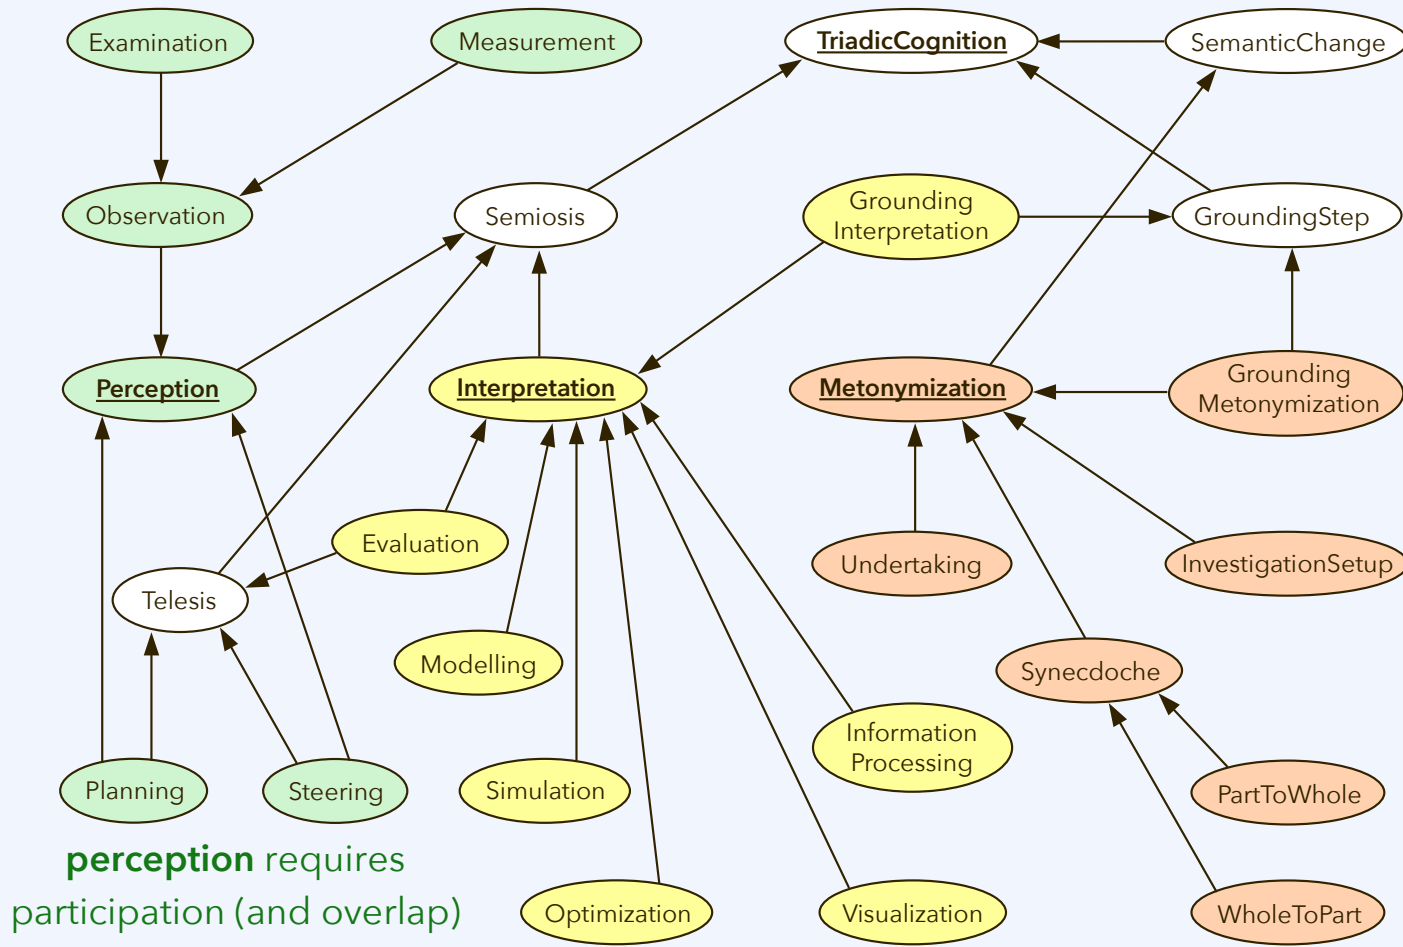 Examination
Measurement
TriadicCognition
SemanticChange
Observation
Semiosis
Grounding
Interpretation
GroundingStep
Perception
Interpretation
Metonymization
Grounding
Metonymization
Evaluation
Undertaking
InvestigationSetup
Telesis
Modelling
Synecdoche
Information
Processing
Planning
Steering
Simulation
PartToWhole
perception requires
participation (and overlap)
Optimization
Visualization
WholeToPart